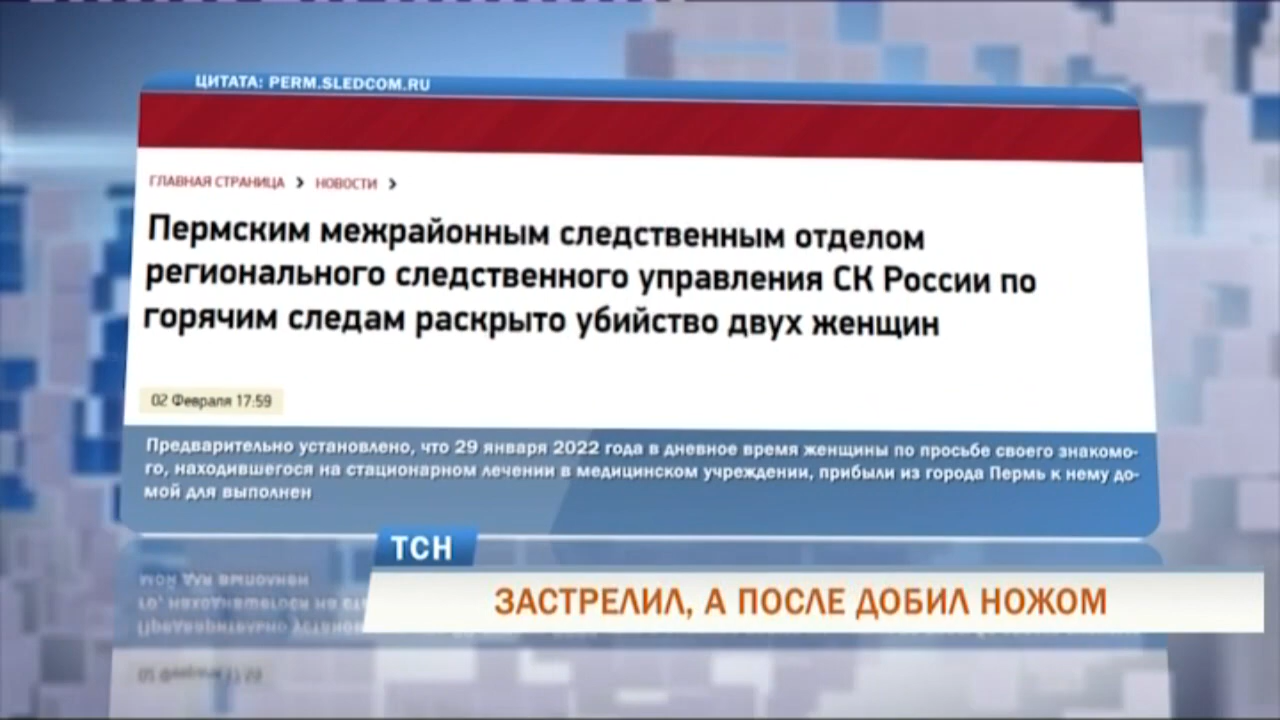 ЦИТАТА: PERM.SLEDCOM.RU
ГЛАВНАЯ СТРАНИЦА > НОВОСТИ >
Пермским межрайонным следственным отделом
регионального следственного управления СК России по
горячим следам раскрыто убийство двух женщин
02 Февраля 17:59
Предварительно установлено, что 29 января 2022 года в дневное время женщины по просьбе своего знакомо-
го, находившегося на стационарном лечении в медицинском учреждении, прибыли из города Пермь к нему до-
мой для выполнен
ТСН
ЗАСТРЕЛИЛ, А ПОСЛЕ ДОБИЛ НОЖОМ